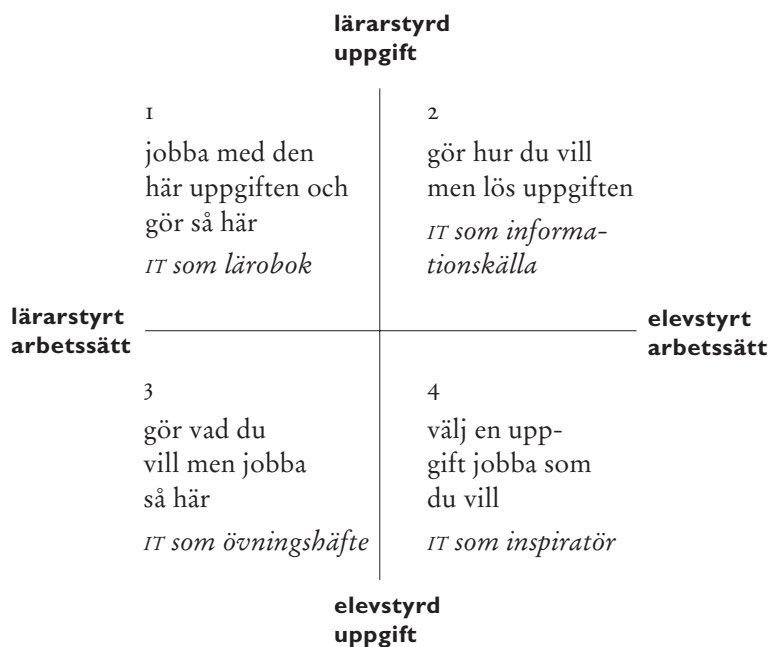 lärarstyrd
uppgift
1
jobba med den
här uppgiften och
gör så här
IT som lärobok
2
gör hur du vill
men lös uppgiften
IT som informa-
tionskälla
lärarstyrt
arbetssätt
elevstyrt
arbetssätt
3
gör vad du
vill men jobba
så här
IT som övningshäfte
4
välj en upp-
gift jobba som
du vill
IT som inspiratör
elevstyrd
uppgift